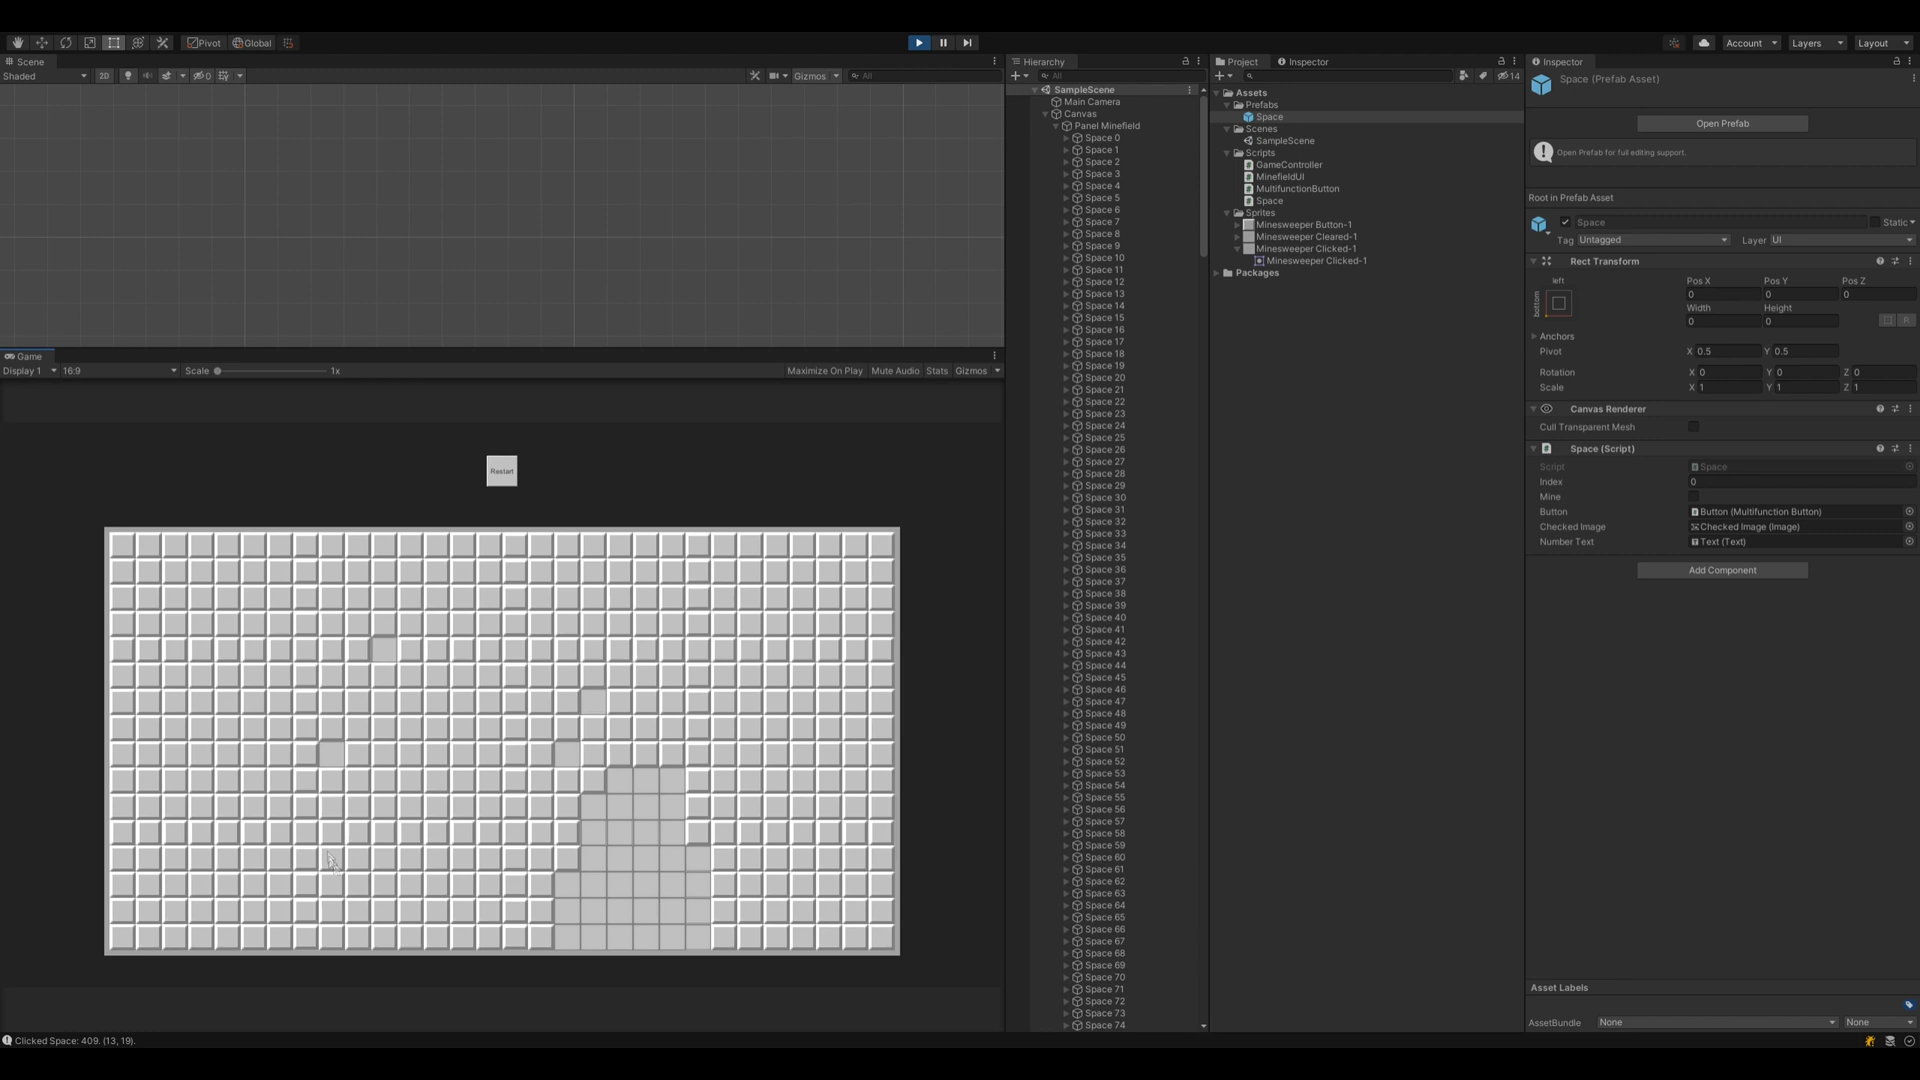 Pivot
Global
Account
Layers
Layout
Scene
Shaded
2D
0
Gizmos
All
Game
Display 1
16:9
Scale
1x
Maximize On Play
Mute Audio
Stats
Gizmos
Restart
Clicked Space: 409. (13, 19).
Hierarchy
All
SampleScene
Main Camera
Canvas
Panel Minefield
Space 0
Space 1
Space 2
Space 3
Space 4
Space 5
Space 6
Space 7
Space 8
Space 9
Space 10
Space 11
Space 12
Space 13
Space 14
Space 15
Space 16
Space 17
Space 18
Space 19
Space 20
Space 21
Space 22
Space 23
Space 24
Space 25
Space 26
Space 27
Space 28
Space 29
Space 30
Space 31
Space 32
Space 33
Space 34
Space 35
Space 36
Space 37
Space 38
Space 39
Space 40
Space 41
Space 42
Space 43
Space 44
Space 45
Space 46
Space 47
Space 48
Space 49
Space 50
Space 51
Space 52
Space 53
Space 54
Space 55
Space 56
Space 57
Space 58
Space 59
Space 60
Space 61
Space 62
Space 63
Space 64
Space 65
Space 66
Space 67
Space 68
Space 69
Space 70
Space 71
Space 72
Space 73
Space 74
Project
Inspector
14
Assets
Prefabs
Space
Scenes
SampleScene
Scripts
GameController
MinefieldUI
MultifunctionButton
Space
Sprites
Minesweeper Button-1
Minesweeper Cleared-1
Minesweeper Clicked-1
Minesweeper Clicked-1
Packages
Inspector
Space (Prefab Asset)
Open Prefab
Open Prefab for full editing support.
Root in Prefab Asset
Space
Static
Tag Untagged Layer UI
Rect Transform
left
bottom
Pos X Pos Y Pos Z
0 0 0
Width Height
0 0
R
Anchors
Pivot X 0.5 Y 0.5
Rotation X 0 Y 0 Z 0
Scale X 1 Y 1 Z 1
Canvas Renderer
Cull Transparent Mesh
Space (Script)
Script Space
Index 0
Mine
Button Button (Multifunction Button)
Checked Image Checked Image (Image)
Number Text Text (Text)
Add Component
Asset Labels
AssetBundle None None